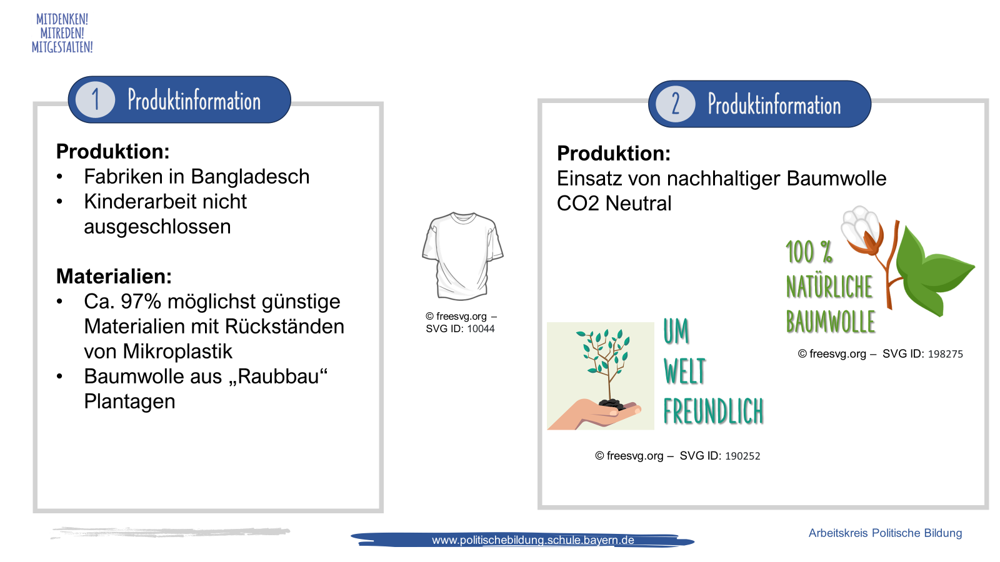 MITDENKEN!
MITREDEN!
MITGESTALTEN!
1 Produktinformation
Produktion:
• Fabriken in Bangladesch
• Kinderarbeit nicht
ausgeschlossen
Materialien:
• Ca. 97% möglichst günstige
Materialien mit Rückständen
von Mikroplastik
• Baumwolle aus „Raubbau“
Plantagen
© freesvg.org –
SVG ID: 10044
2 Produktinformation
Produktion:
Einsatz von nachhaltiger Baumwolle
CO2 Neutral
100 %
NATÜRLICHE
BAUMWOLLE
© freesvg.org – SVG ID: 198275
UM
WELT
FREUNDLICH
© freesvg.org – SVG ID: 190252
www.politischebildung.schule.bayern.de
Arbeitskreis Politische Bildung